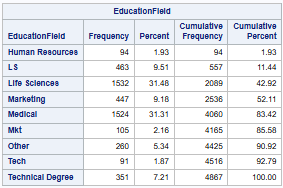 EducationField
EducationField Frequency Percent Cumulative Frequency Cumulative Percent
Human Resources 94 1.93 94 1.93
LS 463 9.51 557 11.44
Life Sciences 1532 31.48 2089 42.92
Marketing 447 9.18 2536 52.11
Medical 1524 31.31 4060 83.42
Mkt 105 2.16 4165 85.58
Other 260 5.34 4425 90.92
Tech 91 1.87 4516 92.79
Technical Degree 351 7.21 4867 100.00